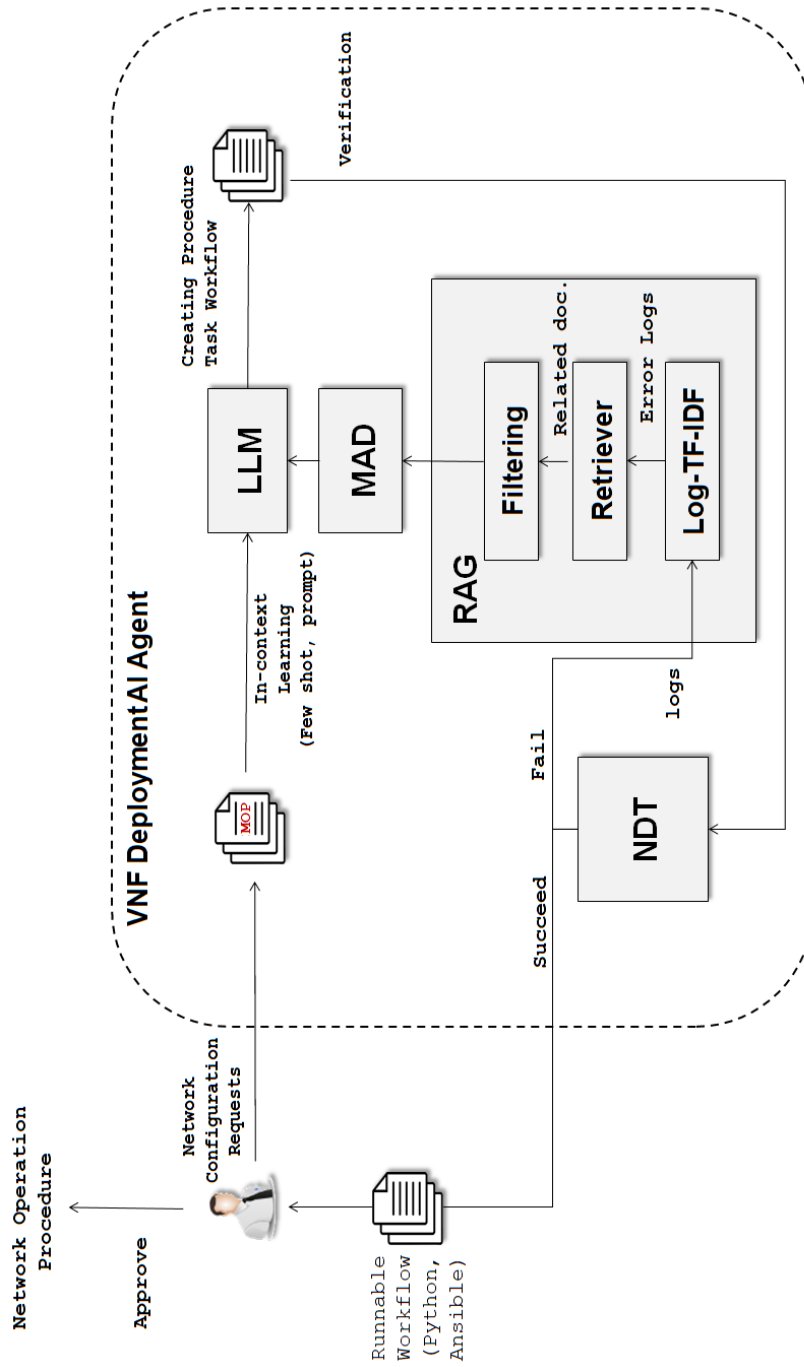 Network Operation
Procedure
Approve
Network
Configuration
Requests
Runnable
Workflow
(Python,
Ansible)
VNF DeploymentAI Agent
MOP
In-context
Learning
(Few shot, prompt)
LLM
Creating Procedure
Task Workflow
Verification
MAD
RAG
Filtering
Related doc.
Retriever
Error Logs
Log-TF-IDF
Succeed
Fail
logs
NDT